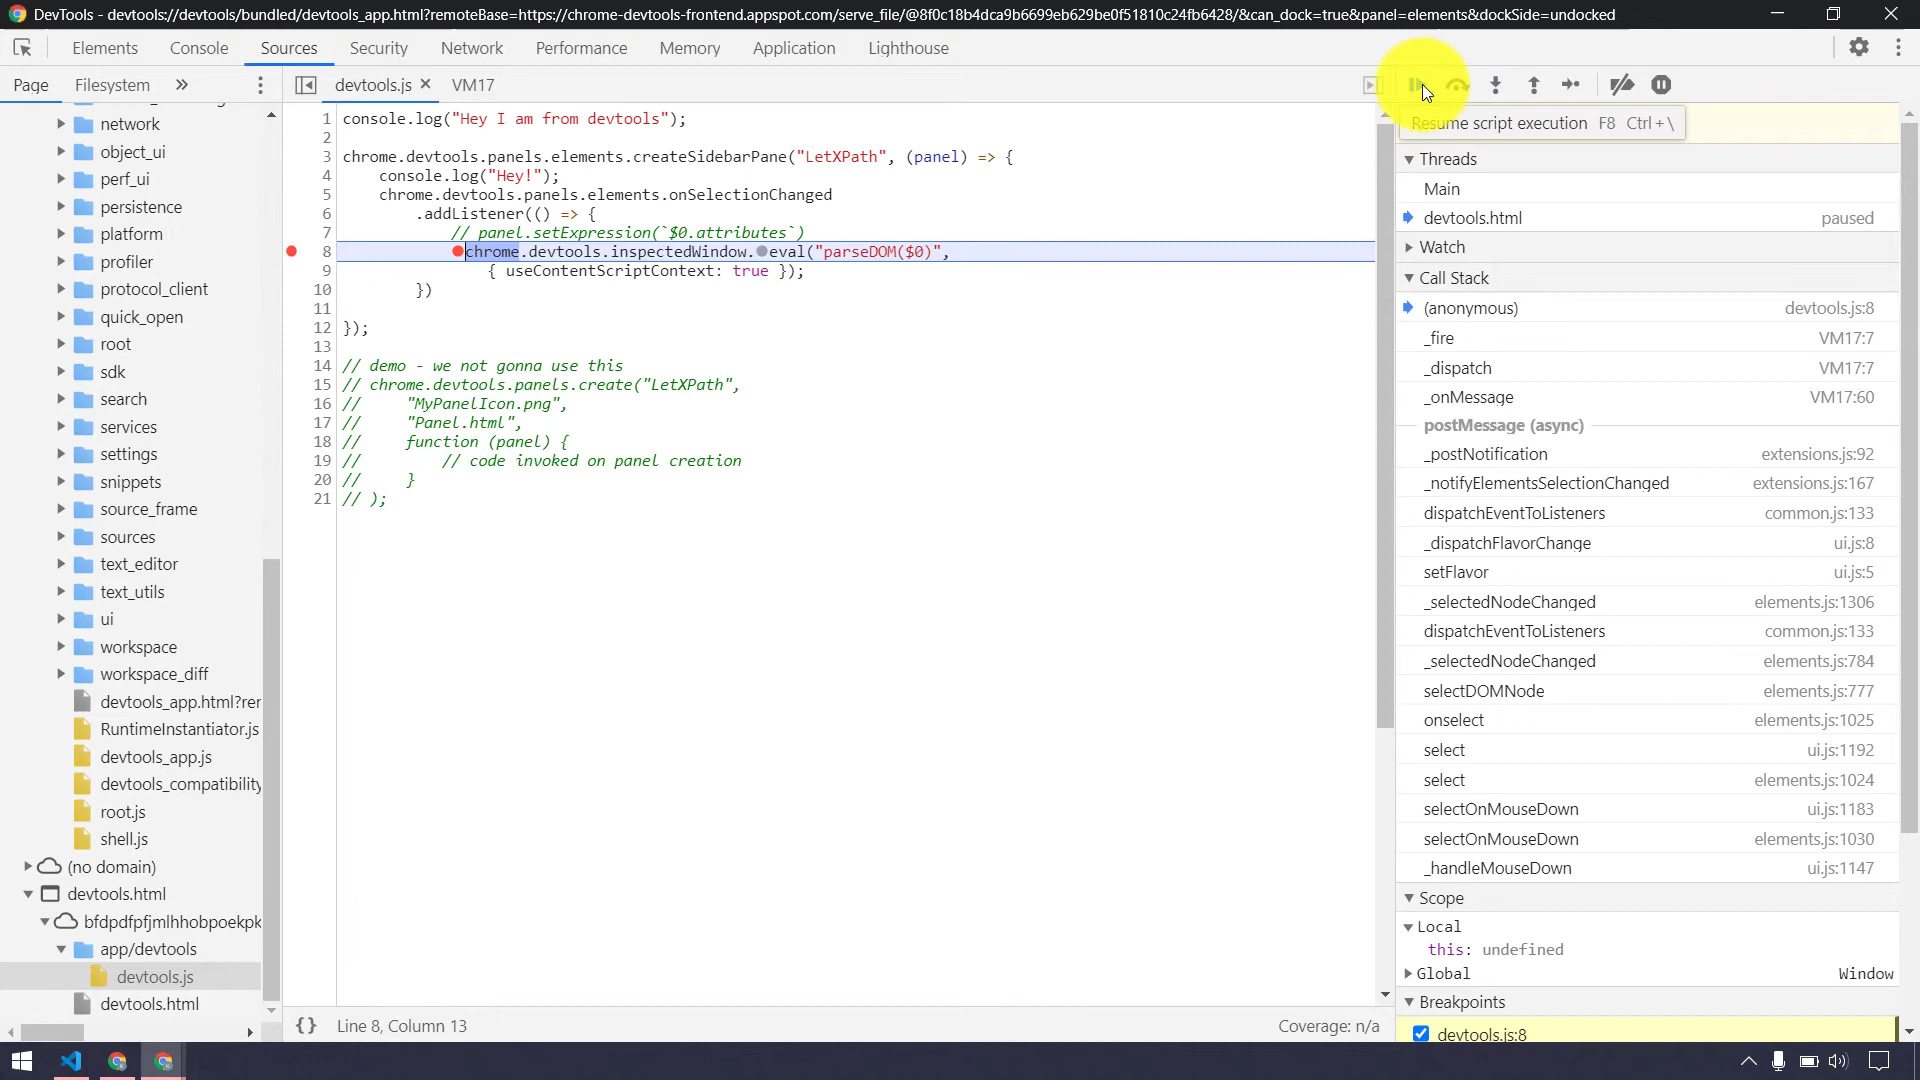 DevTools - devtools://devtools/bundled/devtools_app.html?remoteBase=https://chrome-devtools-frontend.appspot.com/serve_file/@8f0c18b4dca9b6699eb629be0f51810c24fb6428/&can_dock=true&panel=elements&dockSide=undocked
Elements Console Sources Security Network Performance Memory Application Lighthouse
Page Filesystem » devtools.js VM17
Resume script execution F8 Ctrl+\
network
object_ui
perf_ui
persistence
platform
profiler
protocol_client
quick_open
root
sdk
search
services
settings
snippets
source_frame
sources
text_editor
text_utils
ui
workspace
workspace_diff
devtools_app.html?rer
RuntimeInstantiator.js
devtools_app.js
devtools_compatibility
root.js
shell.js
(no domain)
devtools.html
bfdpdfpfjmlhhobpoekpk
app/devtools
devtools.js
devtools.html
1 console.log("Hey I am from devtools");
2
3 chrome.devtools.panels.elements.createSidebarPane("LetXPath", (panel) => {
4 console.log("Hey!");
5 chrome.devtools.panels.elements.onSelectionChanged
6 .addListener(() => {
7 // panel.setExpression(`$0.attributes`)
8 chrome.devtools.inspectedWindow.eval("parseDOM($0)",
9 { useContentScriptContext: true });
10 })
11
12 });
13
14 // demo - we not gonna use this
15 // chrome.devtools.panels.create("LetXPath",
16 // "MyPanelIcon.png",
17 // "Panel.html",
18 // function (panel) {
19 // // code invoked on panel creation
20 // }
21 // );
{} Line 8, Column 13 Coverage: n/a
Threads
Main
devtools.html paused
Watch
Call Stack
(anonymous) devtools.js:8
_fire VM17:7
_dispatch VM17:7
_onMessage VM17:60
postMessage (async)
_postNotification extensions.js:92
_notifyElementsSelectionChanged extensions.js:167
dispatchEventToListeners common.js:133
_dispatchFlavorChange ui.js:8
setFlavor ui.js:5
_selectedNodeChanged elements.js:1306
dispatchEventToListeners common.js:133
_selectedNodeChanged elements.js:784
selectDOMNode elements.js:777
onselect elements.js:1025
select ui.js:1192
select elements.js:1024
selectOnMouseDown ui.js:1183
selectOnMouseDown elements.js:1030
_handleMouseDown ui.js:1147
Scope
Local
this: undefined
Global Window
Breakpoints
devtools.js:8